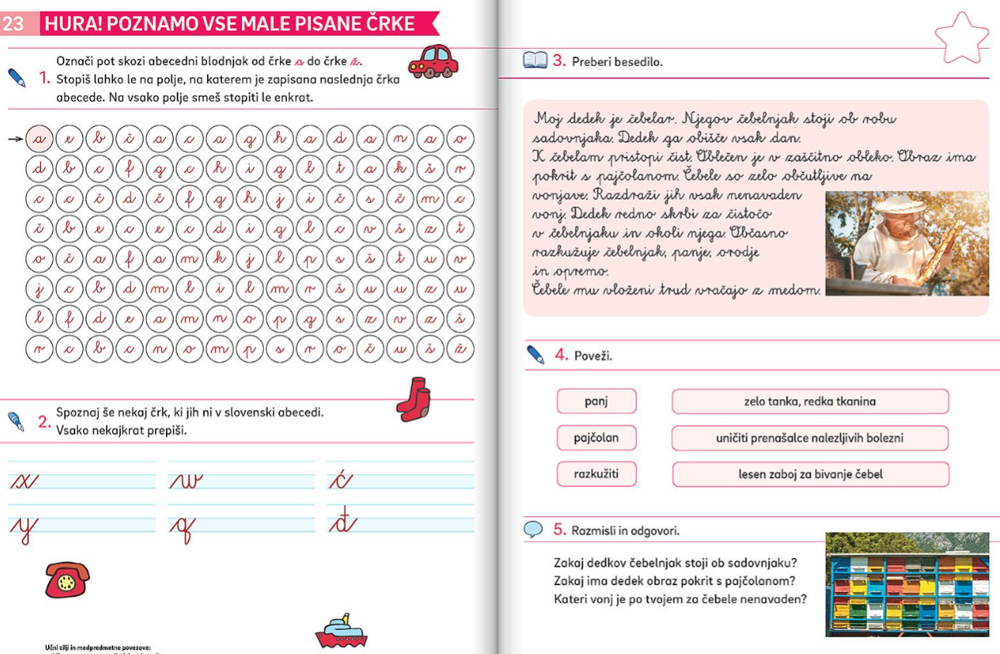 23 HURA! POZNAMO VSE MALE PISANE ČRKE
Označi pot skozi abecedni blodnjak od črke a do črke ž.
1. Stopiš lahko le na polje, na katerem je zapisana naslednja črka
abecede. Na vsako polje smeš stopiti le enkrat.
a e b č a c a g h a d a n a o
d b c f g c h i g l t a k š r
c c č d č f g h j i č s č m c
č b e c e c d i g l c v š z t
o č a f a m k j l p s š t u v
j c b d m l i l m r š u u z u
l f d e a m n o p g s z v z š
r c b c n o m p s r o č u š ž
2. Spoznaj še nekaj črk, ki jih ni v slovenski abecedi.
Vsako nekajkrat prepiši.
x w ć
y q đ
Učni cilji in medpredmetne povezave:
3. Preberi besedilo.
Moj dedek je čebelar. Njegov čebelnjak stoji ob robu
sadovnjaka. Dedek ga obišče vsak dan.
K čebelam pristopi čist. Oblečen je v zaščitno obleko. Obraz ima
pokrit s pajčolanom. Čebele so zelo občutljive na
vonjave. Razdraži jih vsak nenavaden
vonj. Dedek redno skrbi za čistočo
v čebelnjaku in okoli njega. Občasno
razkužuje čebelnjak, panje, orodje
in opremo.
Čebele mu vloženi trud vračajo z medom.
4. Poveži.
panj zelo tanka, redka tkanina
pajčolan uničiti prenašalce nalezljivih bolezni
razkužiti lesen zaboj za bivanje čebel
5. Razmisli in odgovori.
Zakaj dedkov čebelnjak stoji ob sadovnjaku?
Zakaj ima dedek obraz pokrit s pajčolanom?
Kateri vonj je po tvojem za čebele nenavaden?